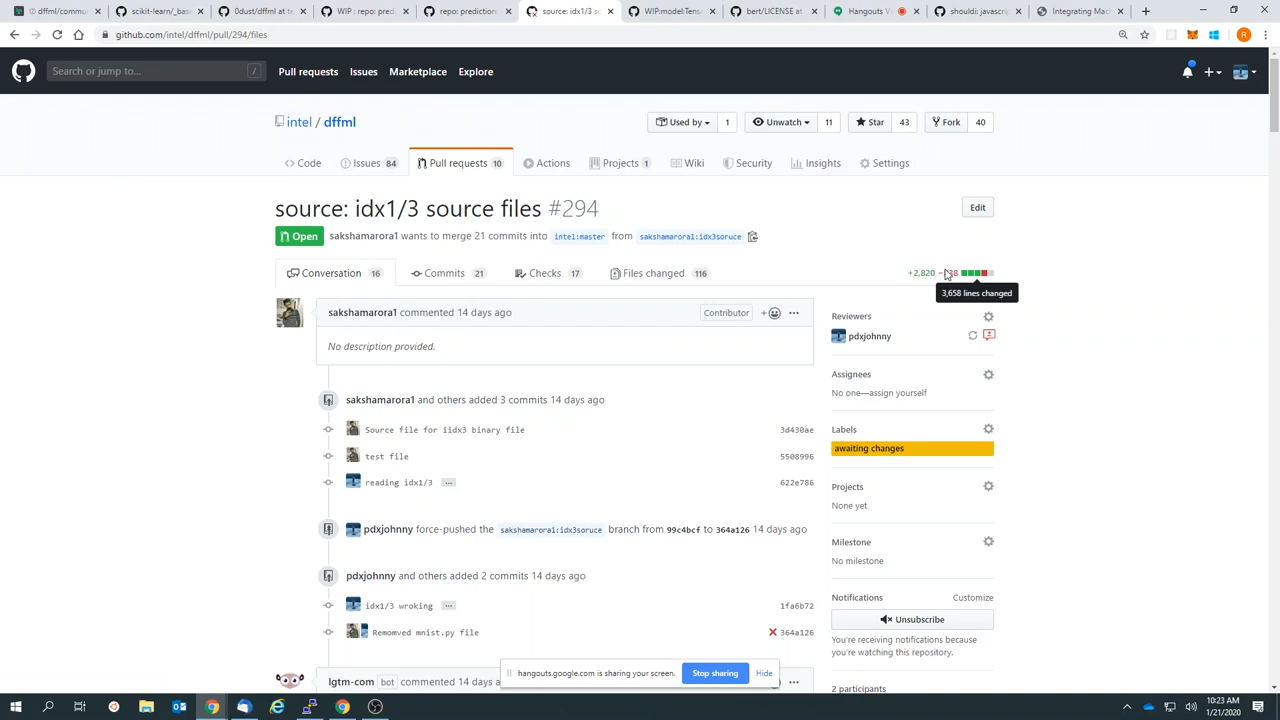 dffml/commun
scikit-learn/_base
0dust/dffml at te
WIP : repo: predic
repo: prediction
source: idx1/3 sc
WIP:model:Tens
bert/LICENSE at
Hangouts V
shouldi: javascrip
Integrating Mac
github.com/intel/dffml/pull/294/files
R
Search or jump to...
/
Pull requests
Issues
Marketplace
Explore
intel / dffml
Used by
1
Unwatch
11
Star
43
Fork
40
Code
Issues 84
Pull requests 10
Actions
Projects 1
Wiki
Security
Insights
Settings
source: idx1/3 source files #294
Edit
Open
sakshamarora1 wants to merge 21 commits into intel:master from sakshamarora1:idx3soruce
Conversation 16
Commits 21
Checks 17
Files changed 116
+2,820
3,658 lines changed
sakshamarora1 commented 14 days ago
Contributor
No description provided.
Reviewers
pdxjohnny
Assignees
No one—assign yourself
Labels
awaiting changes
Projects
None yet
Milestone
No milestone
Notifications
Customize
Unsubscribe
You're receiving notifications because
you're watching this repository.
2 participants
sakshamarora1 and others added 3 commits 14 days ago
Source file for iidx3 binary file
3d430ae
test file
5508996
reading idx1/3 ...
622e786
pdxjohnny force-pushed the sakshamarora1:idx3soruce branch from 99c4bcf to 364a126 14 days ago
pdxjohnny and others added 2 commits 14 days ago
idx1/3 wroking ...
1fa6b72
Remomved mnist.py file
364a126
lgtm-com bot commented 14 days a
hangouts.google.com is sharing your screen.
Stop sharing
Hide
10:23 AM
1/21/2020